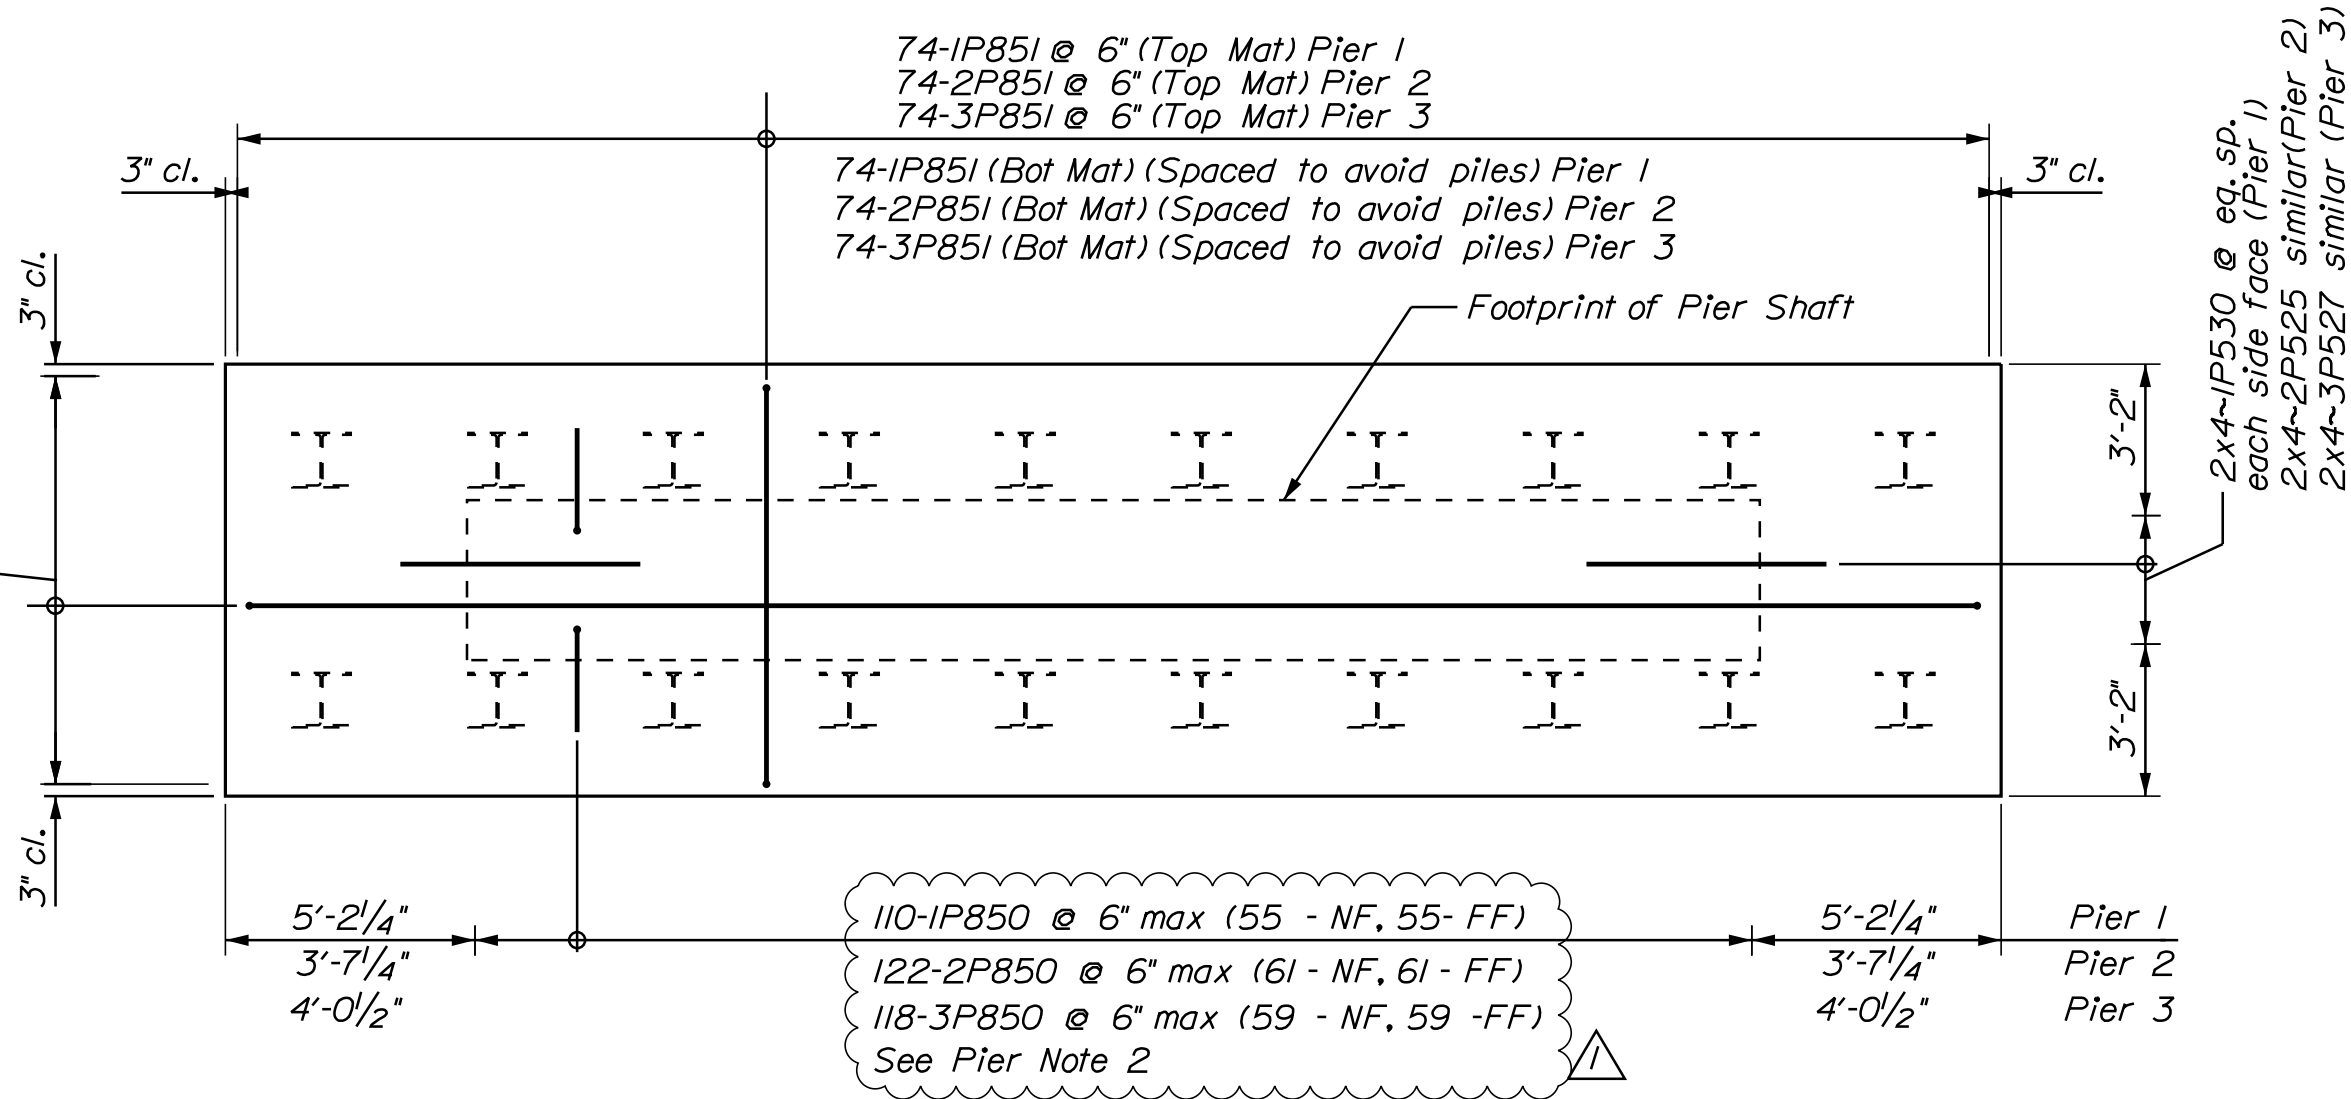 74-1P851 @ 6" (Top Mat) Pier 1
74-2P851 @ 6" (Top Mat) Pier 2
74-3P851 @ 6" (Top Mat) Pier 3
3" cl.
74-1P851 (Bot Mat) (Spaced to avoid piles) Pier 1
74-2P851 (Bot Mat) (Spaced to avoid piles) Pier 2
74-3P851 (Bot Mat) (Spaced to avoid piles) Pier 3
3" cl.
2x4~1P530 @ eq. sp.
each side face (Pier 1)
2x4~2P525 similar(Pier 2)
2x4~3P527 similar (Pier 3)
3" cl.
Footprint of Pier Shaft
3'-2"
3'-2"
3" cl.
5'-2 1/4"
3'-7 1/4"
4'-0 1/2"
110-1P850 @ 6" max (55 - NF, 55- FF)
122-2P850 @ 6" max (61 - NF, 61 - FF)
118-3P850 @ 6" max (59 - NF, 59 -FF)
See Pier Note 2
1
5'-2 1/4"
3'-7 1/4"
4'-0 1/2"
Pier 1
Pier 2
Pier 3